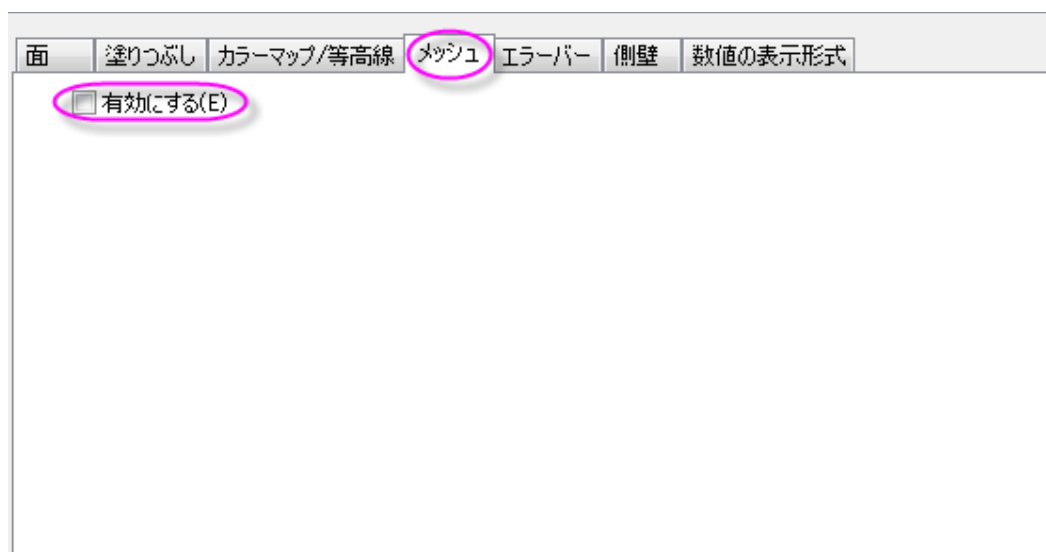 面 塗りつぶし カラーマップ/等高線 メッシュ エラーバー 側壁 数値の表示形式
有効にする(E)